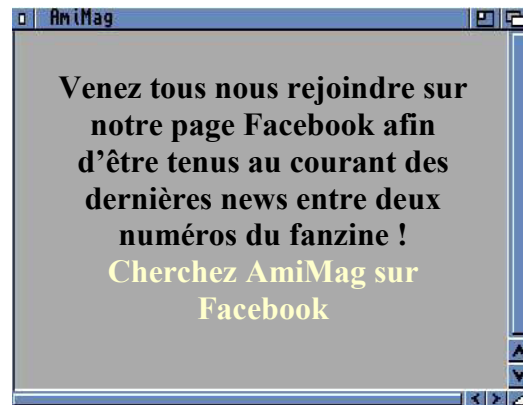 AmiMag
Venez tous nous rejoindre sur
notre page Facebook afin
d’être tenus au courant des
dernières news entre deux
numéros du fanzine !
Cherchez AmiMag sur
Facebook